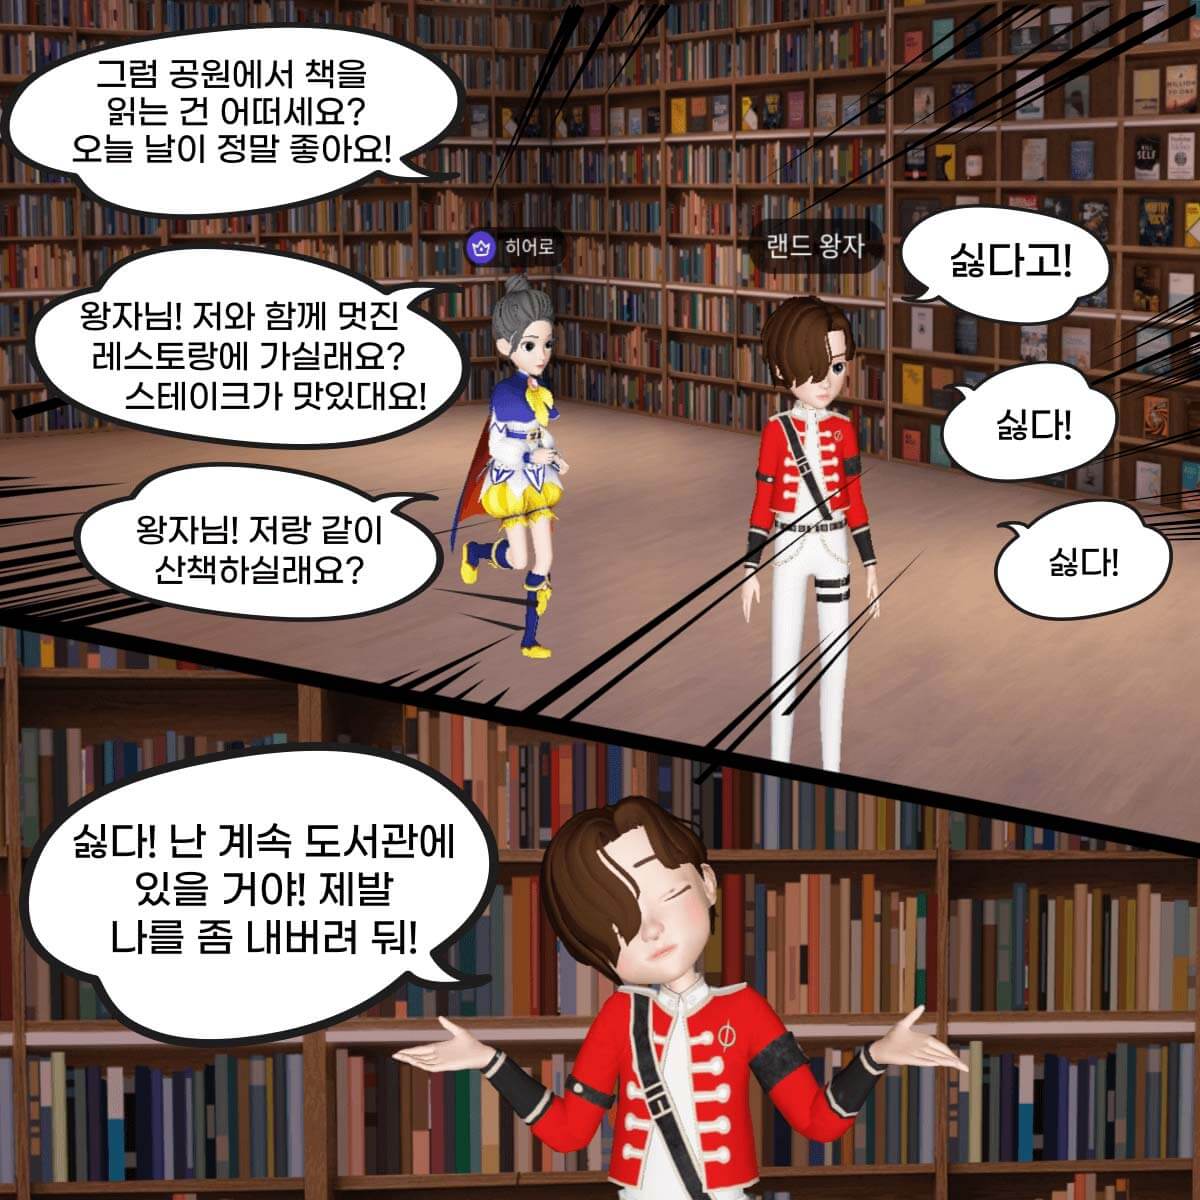 그럼 공원에서 책을
읽는 건 어떠세요?
오늘 날이 정말 좋아요!
히어로
랜드 왕자
싫다고!
왕자님! 저와 함께 멋진
레스토랑에 가실래요?
스테이크가 맛있대요!
싫다!
왕자님! 저랑 같이
산책하실래요?
싫다!
싫다! 난 계속 도서관에
있을 거야! 제발
나를 좀 내버려 둬!